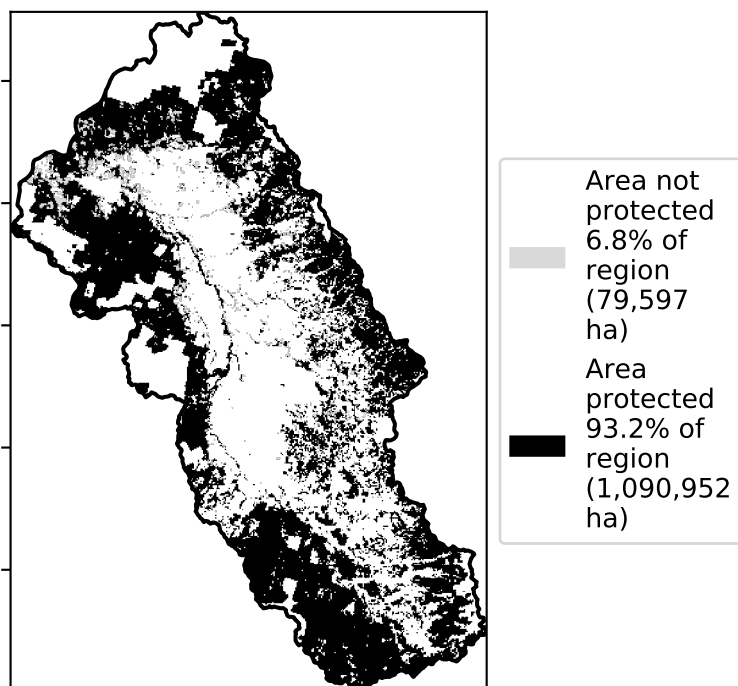 Area not
protected
6.8% of
region
(79,597
ha)
Area
protected
93.2% of
region
(1,090,952
ha)